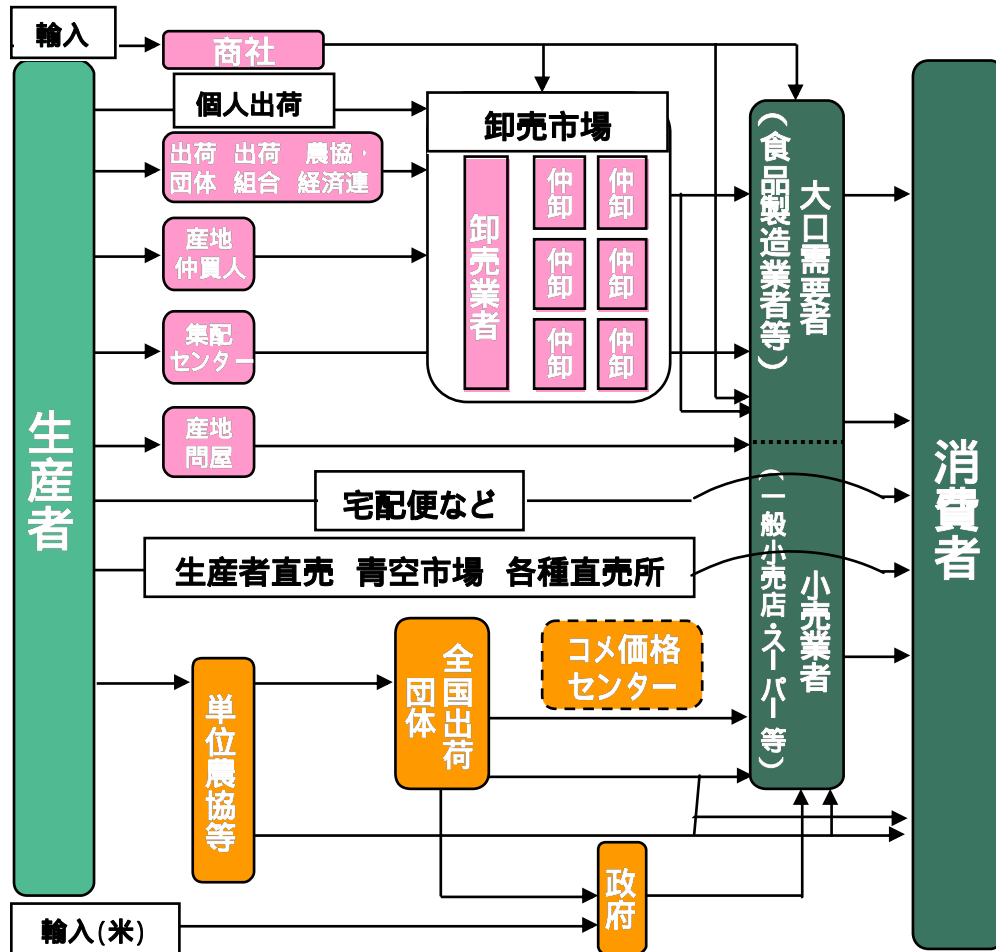 輸入
商社
個人出荷
卸売市場
出荷 出荷 農協・
団体 組合 経済連
産地
仲買人
集配
センター
産地
問屋
卸売業者
仲卸
仲卸
仲卸
仲卸
仲卸
仲卸
大口需要者
(食品製造業者等)
生産者
消費者
宅配便など
生産者直売 青空市場 各種直売所
小売業者
(一般小売店・スーパー等)
単位農協等
全国出荷
団体
コメ価格
センター
政府
輸入(米)